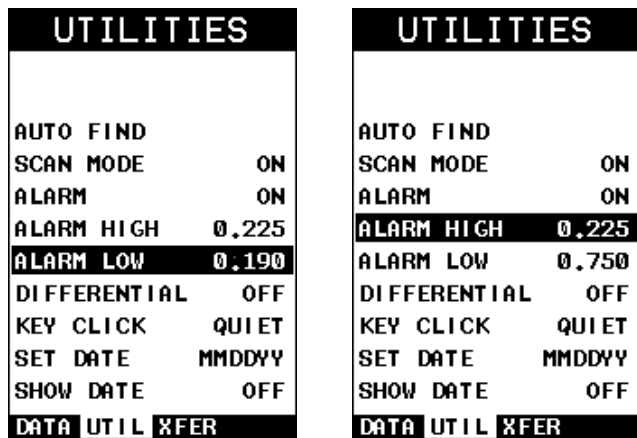 UTILITIES
AUTO FIND
SCAN MODE ON
ALARM ON
ALARM HIGH 0.225
ALARM LOW 0.190
DIFFERENTIAL OFF
KEY CLICK QUIET
SET DATE MMDDYY
SHOW DATE OFF
DATA UTIL XFER
UTILITIES
AUTO FIND
SCAN MODE ON
ALARM ON
ALARM HIGH 0.225
ALARM LOW 0.750
DIFFERENTIAL OFF
KEY CLICK QUIET
SET DATE MMDDYY
SHOW DATE OFF
DATA UTIL XFER